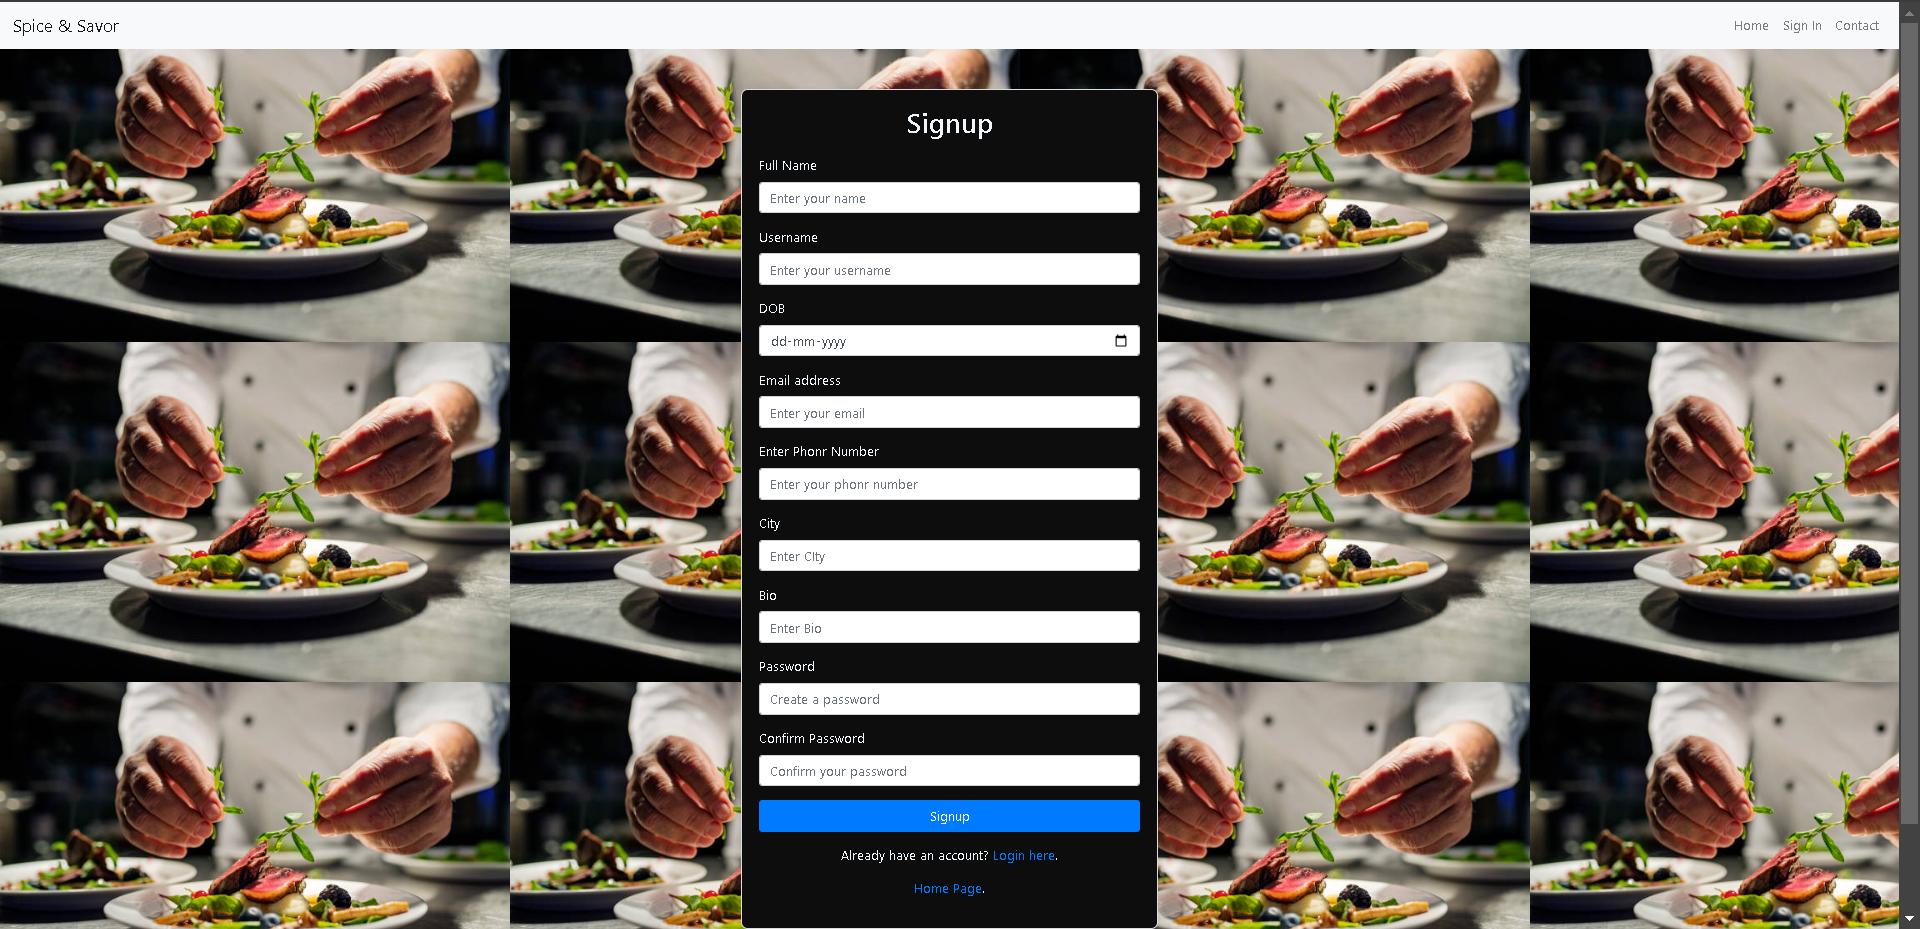 Spice & Savor
Home Sign In Contact
Signup
Full Name
Enter your name
Username
Enter your username
DOB
dd-mm-yyyy
Email address
Enter your email
Enter Phonr Number
Enter your phonr number
City
Enter CIty
Bio
Enter Bio
Password
Create a password
Confirm Password
Confirm your password
Signup
Already have an account? Login here.
Home Page.